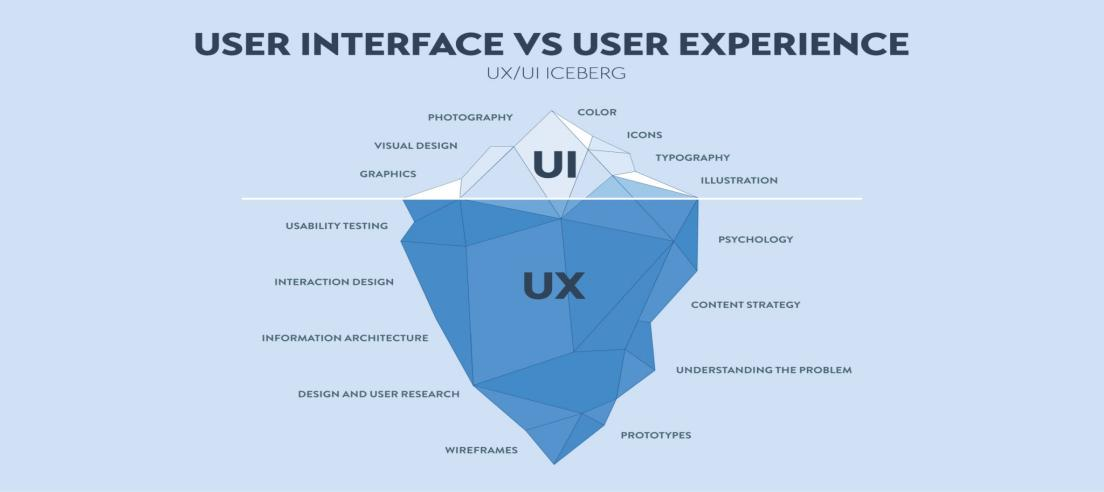 USER INTERFACE VS USER EXPERIENCE
UX/UI ICEBERG
PHOTOGRAPHY
COLOR
ICONS
VISUAL DESIGN
TYPOGRAPHY
GRAPHICS
ILLUSTRATION
UI
USABILITY TESTING
PSYCHOLOGY
INTERACTION DESIGN
UX
CONTENT STRATEGY
INFORMATION ARCHITECTURE
UNDERSTANDING THE PROBLEM
DESIGN AND USER RESEARCH
PROTOTYPES
WIREFRAMES